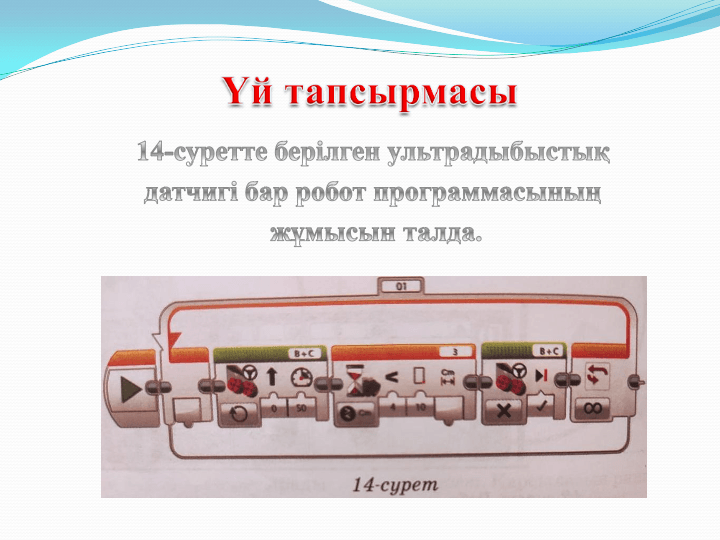 Үй тапсырмасы
14-суретте берілген ультрадыбыстық
датчигі бар робот программасының
жұмысын талда.
01
B+C
3
B+C
0 50
4 10
14-сурет